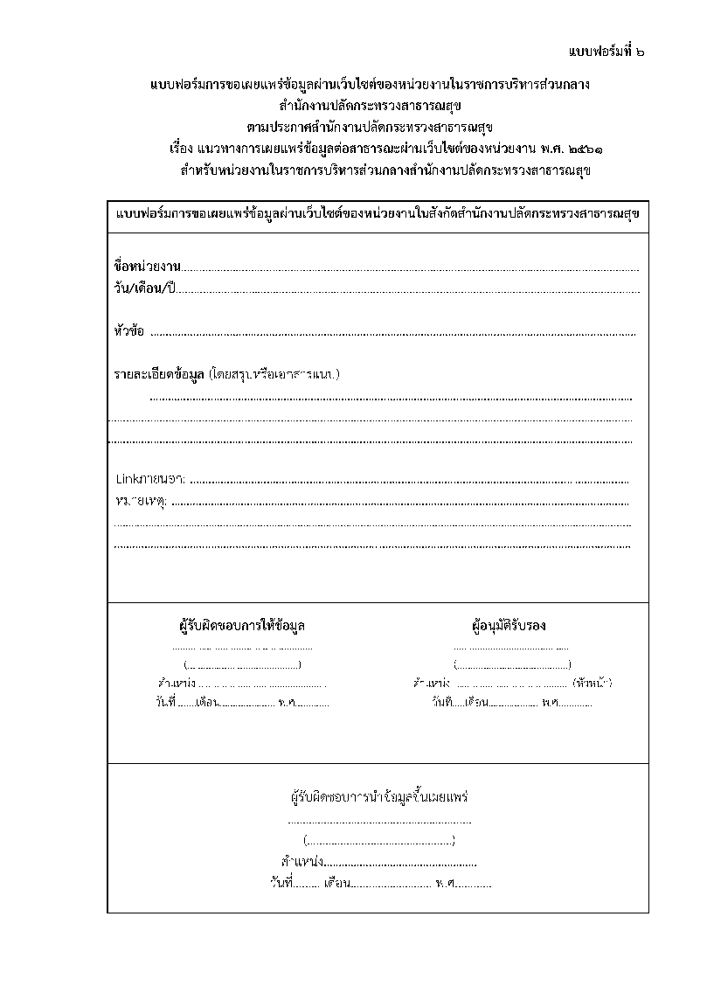 แบบฟอร์มที่ ๖
แบบฟอร์มการขอเผยแพร่ข้อมูลผ่านเว็บไซต์ของหน่วยงานในราชการบริหารส่วนกลาง
สำนักงานปลัดกระทรวงสาธารณสุข
ตามประกาศสำนักงานปลัดกระทรวงสาธารณสุข
เรื่อง แนวทางการเผยแพร่ข้อมูลต่อสาธารณะผ่านเว็บไซต์ของหน่วยงาน พ.ศ. ๒๕๖๑
สำหรับหน่วยงานในราชการบริหารส่วนกลางสำนักงานปลัดกระทรวงสาธารณสุข
แบบฟอร์มการขอเผยแพร่ข้อมูลผ่านเว็บไซต์ของหน่วยงานในสังกัดสำนักงานปลัดกระทรวงสาธารณสุข
ชื่อหน่วยงาน....................
วัน/เดือน/ปี....................
หัวข้อ ....................
รายละเอียดข้อมูล (โดยสรุปหรือเอกสารแนบ)
....................
....................
....................
Linkภายนอก: ....................
หมายเหตุ: ....................
....................
....................
ผู้รับผิดชอบการให้ข้อมูล ผู้อนุมัติรับรอง
.................... ....................
(....................) (....................)
ตำแหน่ง .................... ตำแหน่ง .................... (หัวหน้า)
วันที่.......เดือน.................... พ.ศ............. วันที่.....เดือน.................... พ.ศ.............
ผู้รับผิดชอบการนำข้อมูลขึ้นเผยแพร่
....................
(....................)
ตำแหน่ง....................
วันที่......... เดือน............................ พ.ศ.............